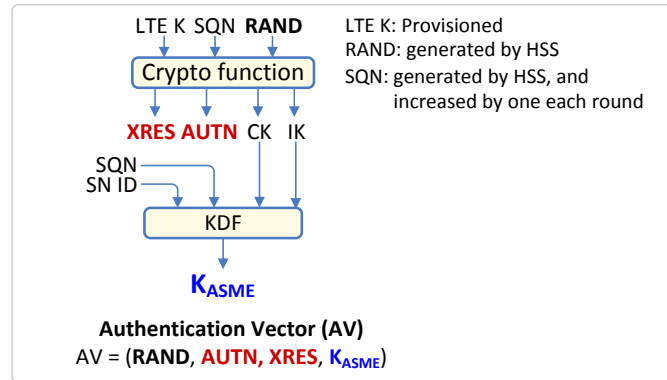 LTE K SQN RAND
LTE K: Provisioned
RAND: generated by HSS
SQN: generated by HSS, and
increased by one each round
Crypto function
XRES AUTN CK IK
SQN
SN ID
KDF
KASME
Authentication Vector (AV)
AV = (RAND, AUTN, XRES, KASME)